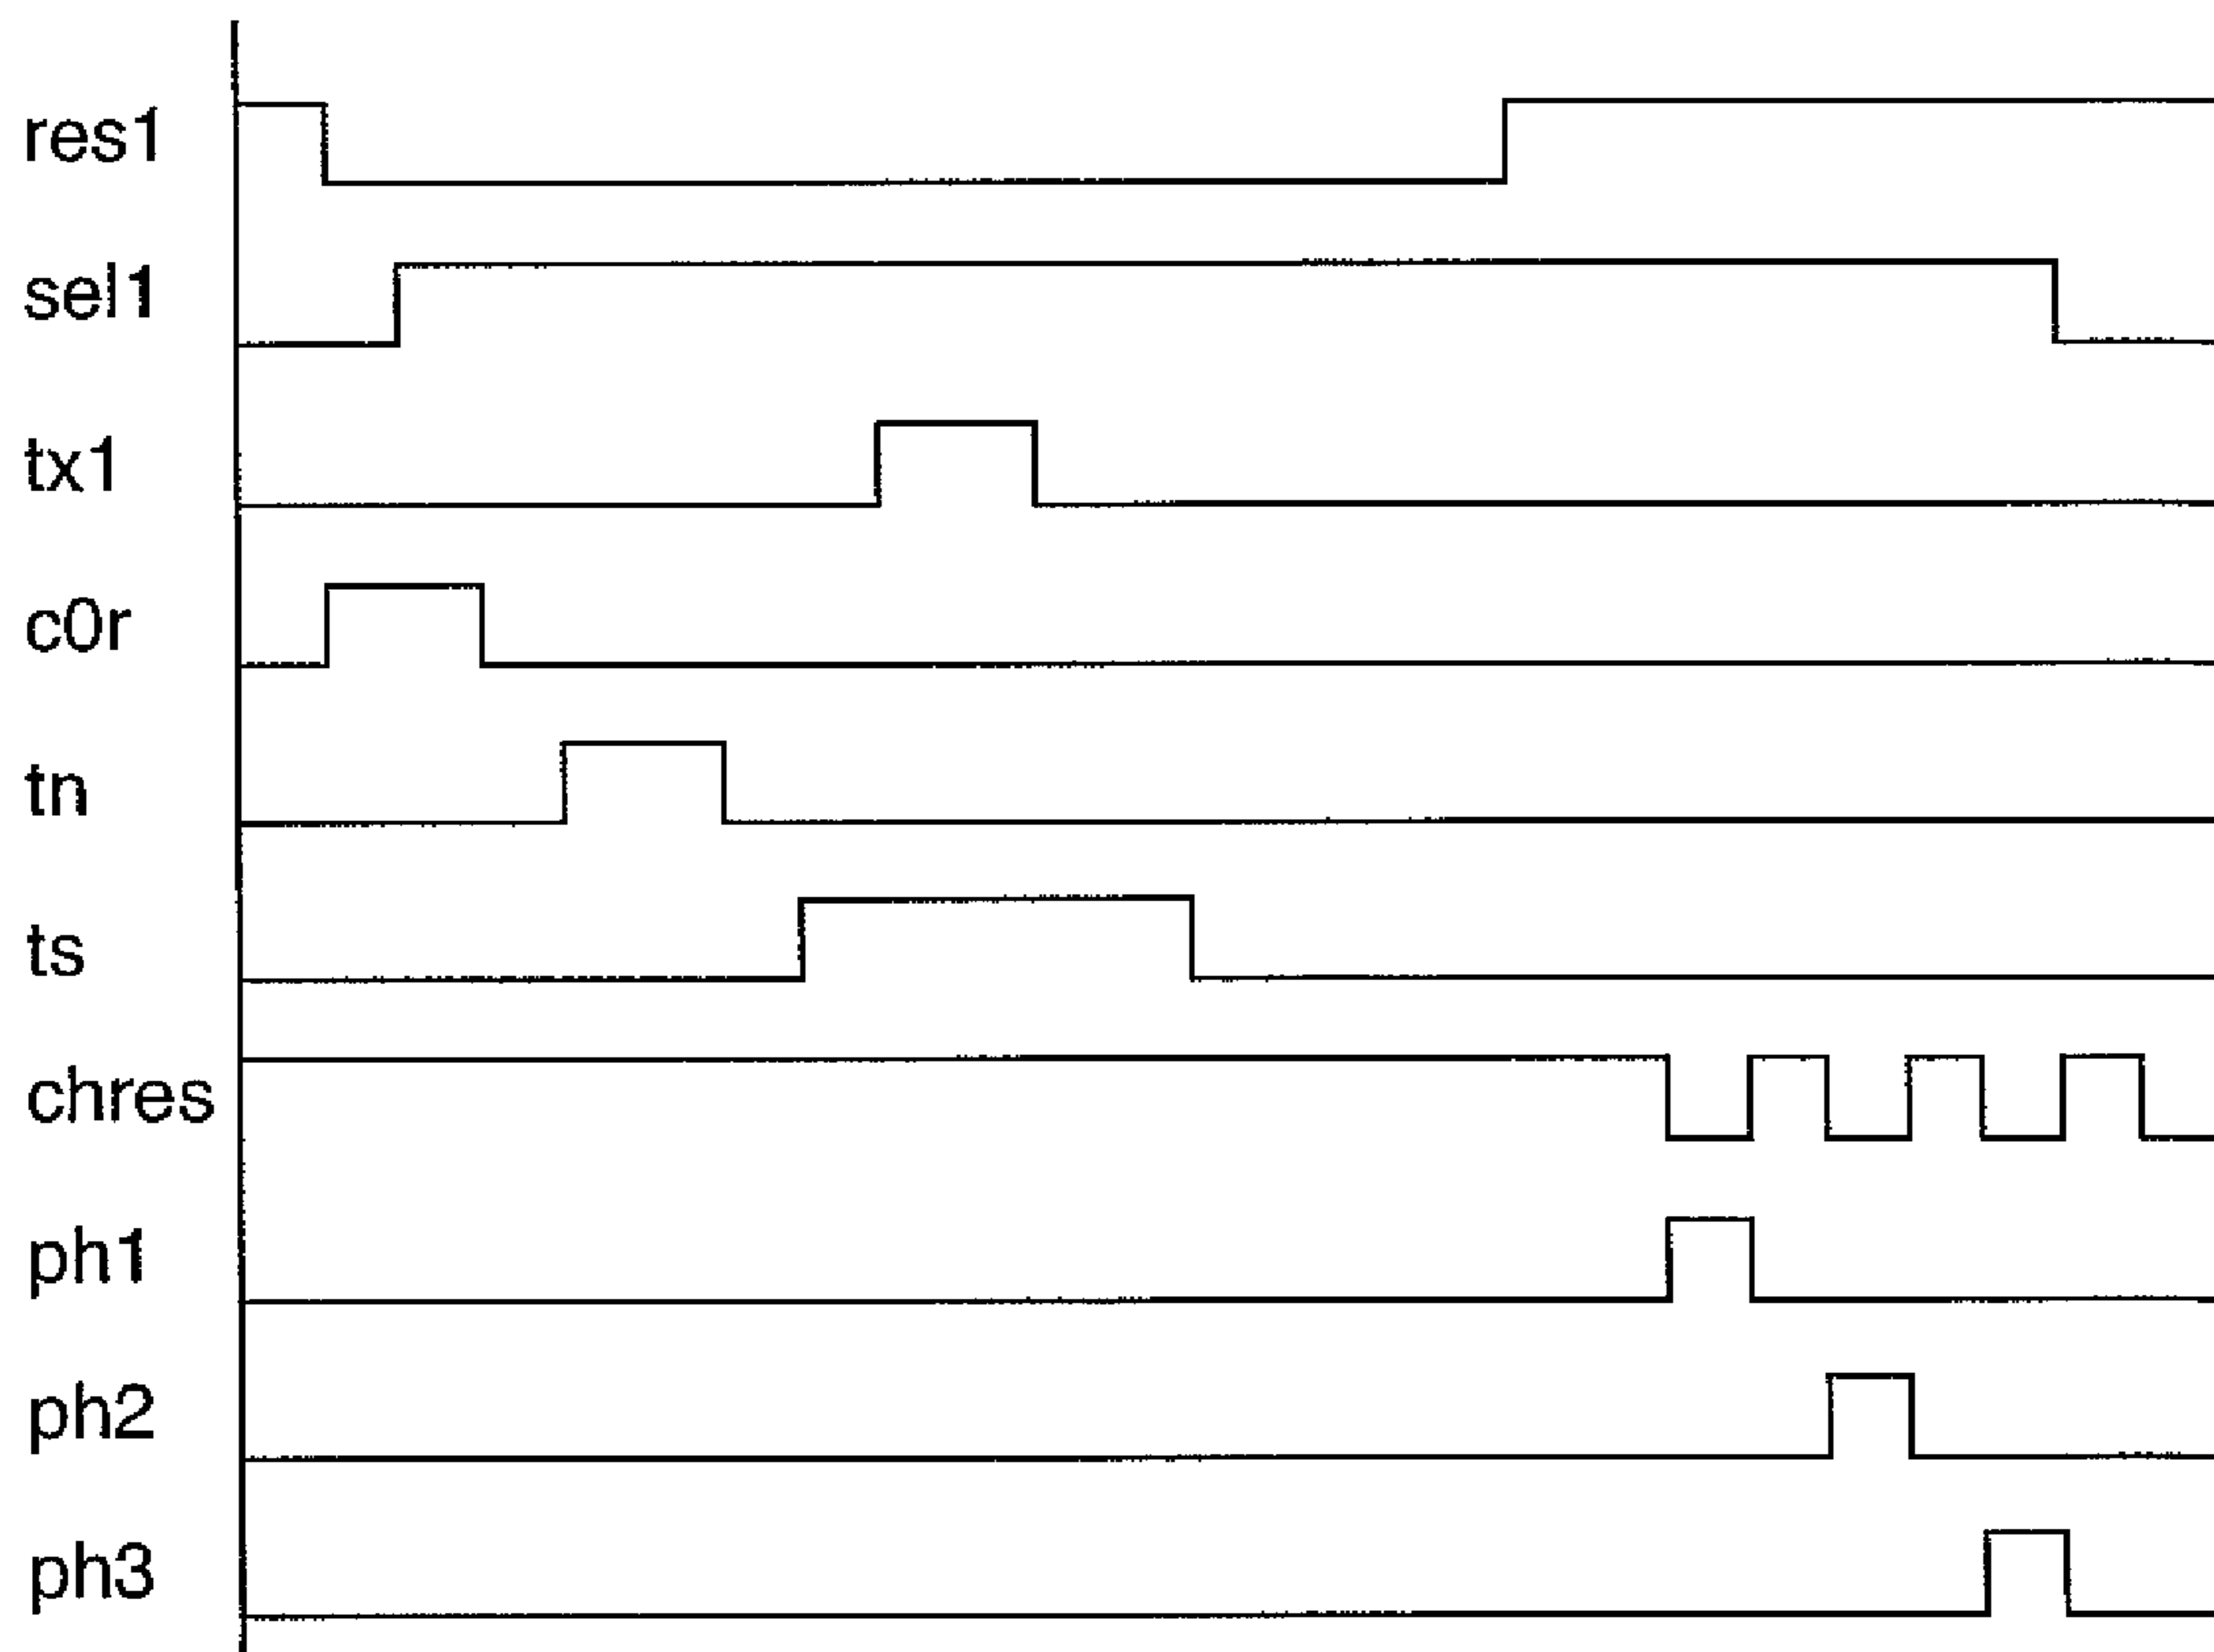 res1
sel1
tx1
c0r
tn
ts
chres
ph1
ph2
ph3